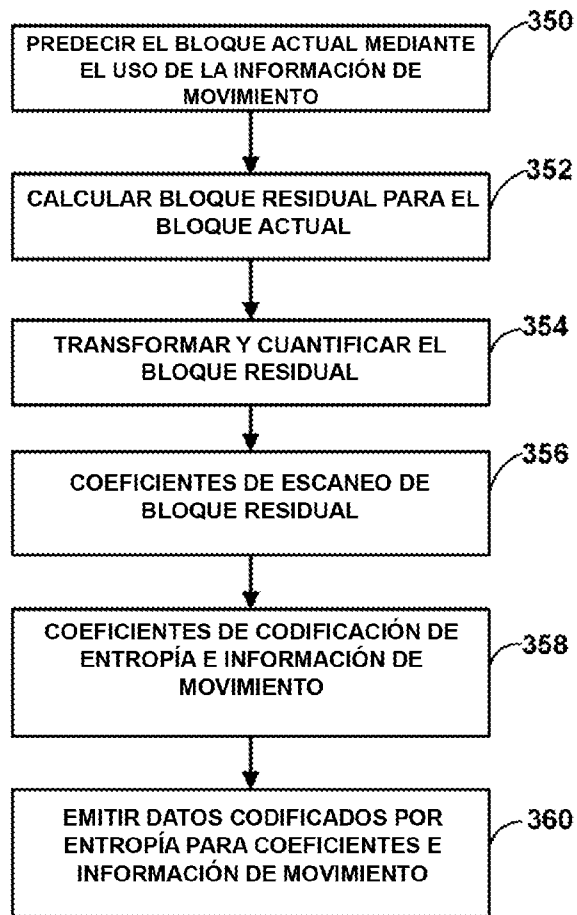 350
PREDECIR EL BLOQUE ACTUAL MEDIANTE
EL USO DE LA INFORMACIÓN DE
MOVIMIENTO
352
CALCULAR BLOQUE RESIDUAL PARA EL
BLOQUE ACTUAL
354
TRANSFORMAR Y CUANTIFICAR EL
BLOQUE RESIDUAL
356
COEFICIENTES DE ESCANEO DE
BLOQUE RESIDUAL
358
COEFICIENTES DE CODIFICACIÓN DE
ENTROPÍA E INFORMACIÓN DE
MOVIMIENTO
360
EMITIR DATOS CODIFICADOS POR
ENTROPÍA PARA COEFICIENTES E
INFORMACIÓN DE MOVIMIENTO